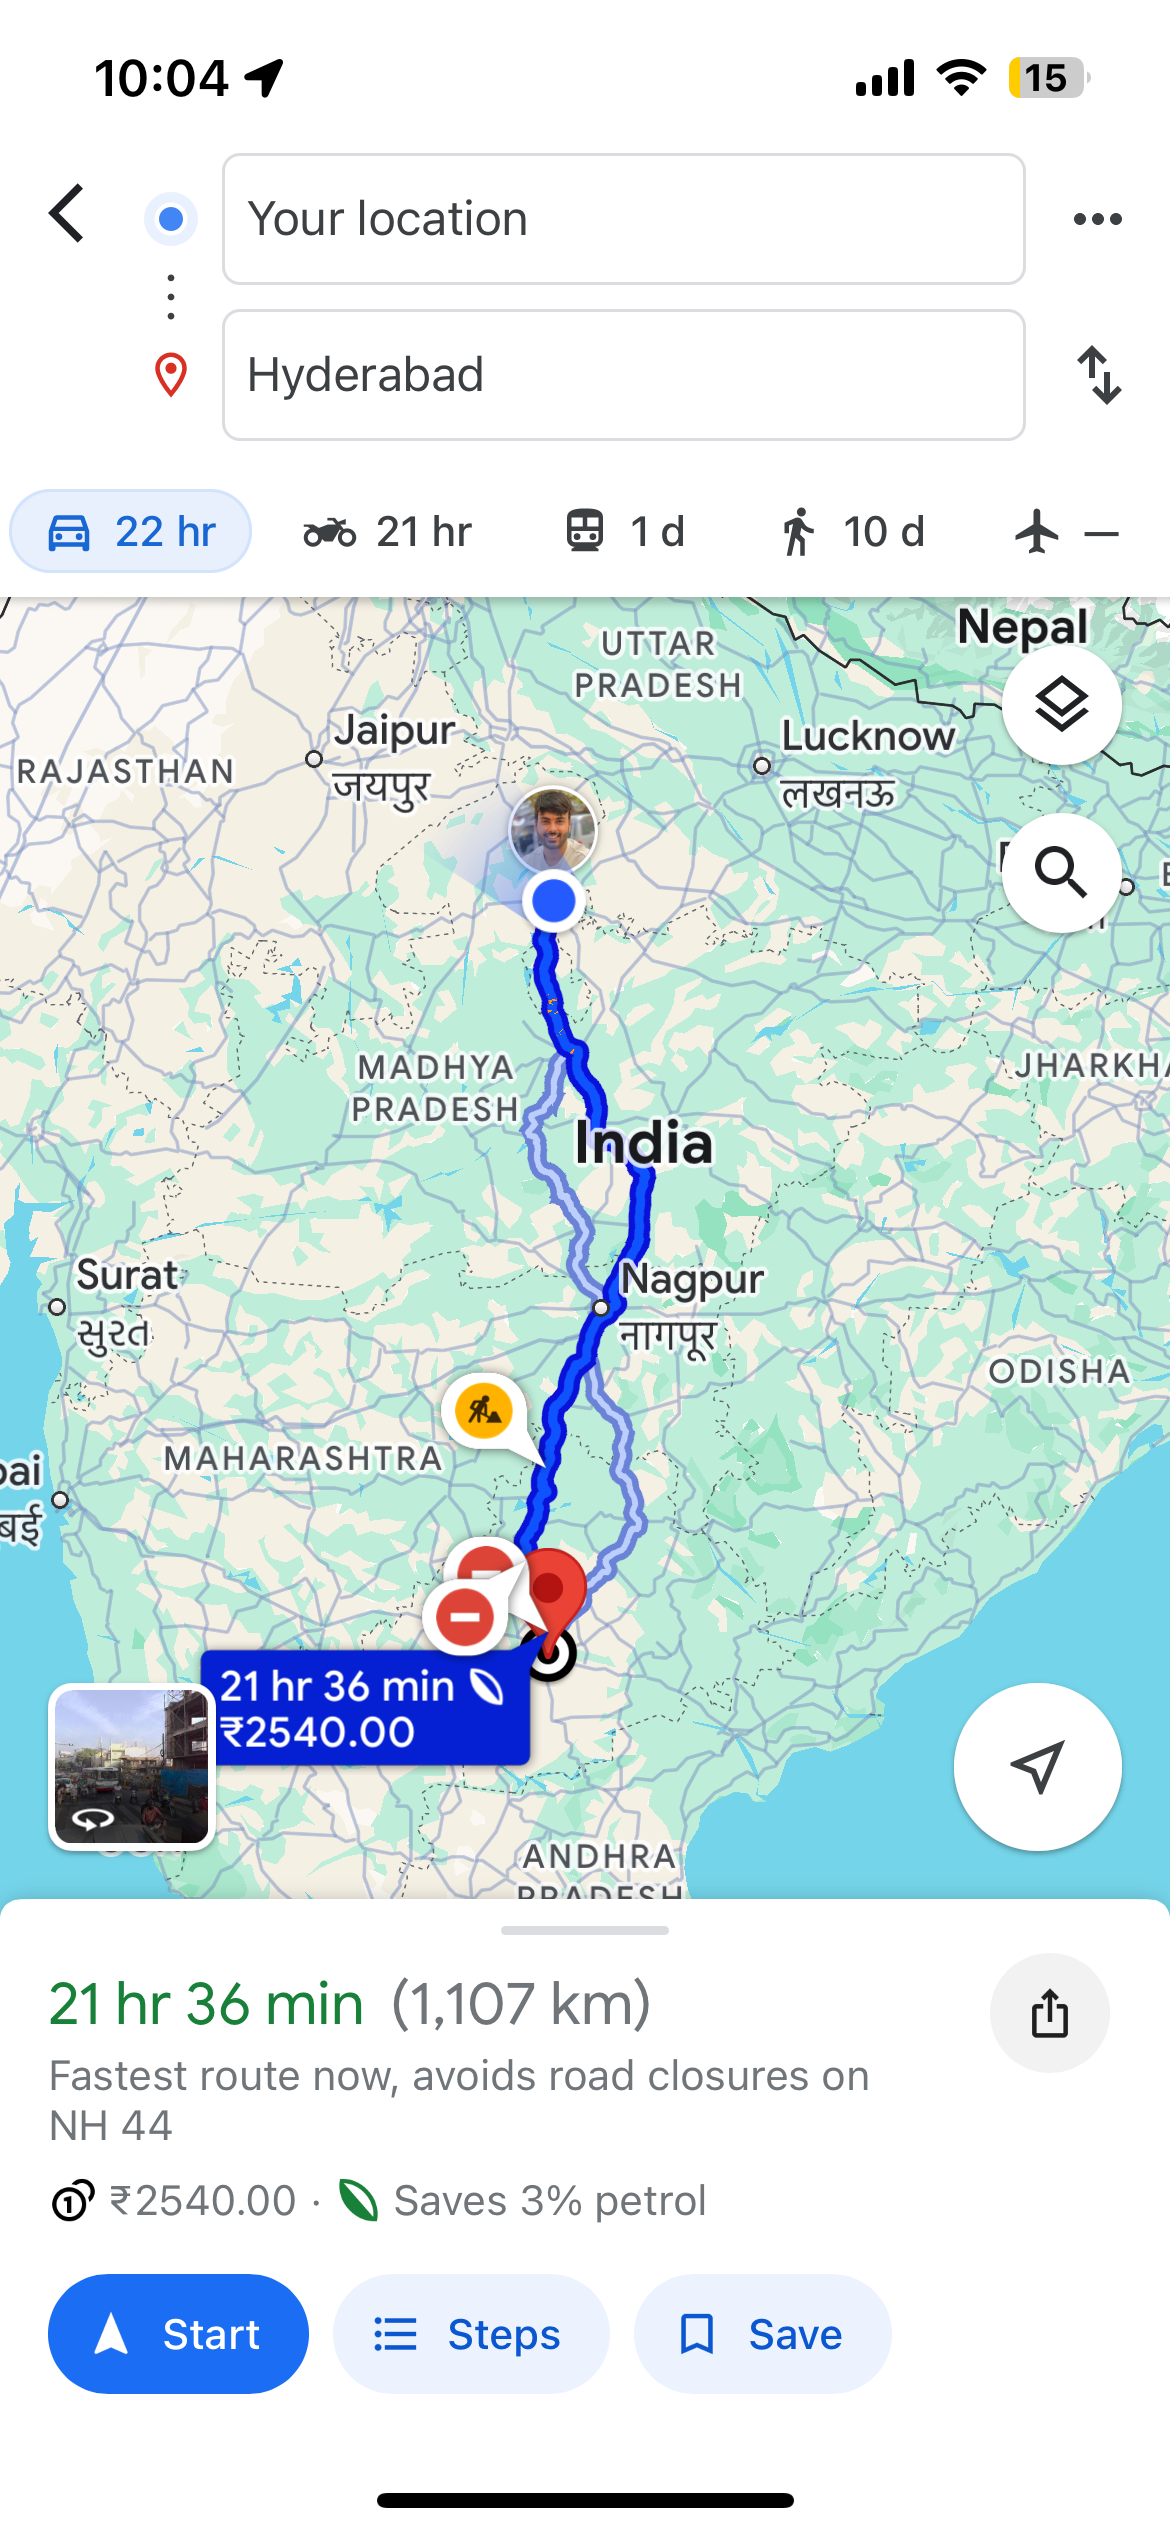 10:04
15
Your location
Hyderabad
22 hr
21 hr
1 d
10 d
—
Nepal
UTTAR
PRADESH
Jaipur
जयपुर
Lucknow
लखनऊ
RAJASTHAN
MADHYA
PRADESH
JHARKHA
India
Surat
સુરત
Nagpur
नागपूर
ODISHA
MAHARASHTRA
bai
बई
21 hr 36 min
₹2540.00
ANDHRA
PRADESH
21 hr 36 min (1,107 km)
Fastest route now, avoids road closures on
NH 44
₹2540.00 · Saves 3% petrol
Start
Steps
Save